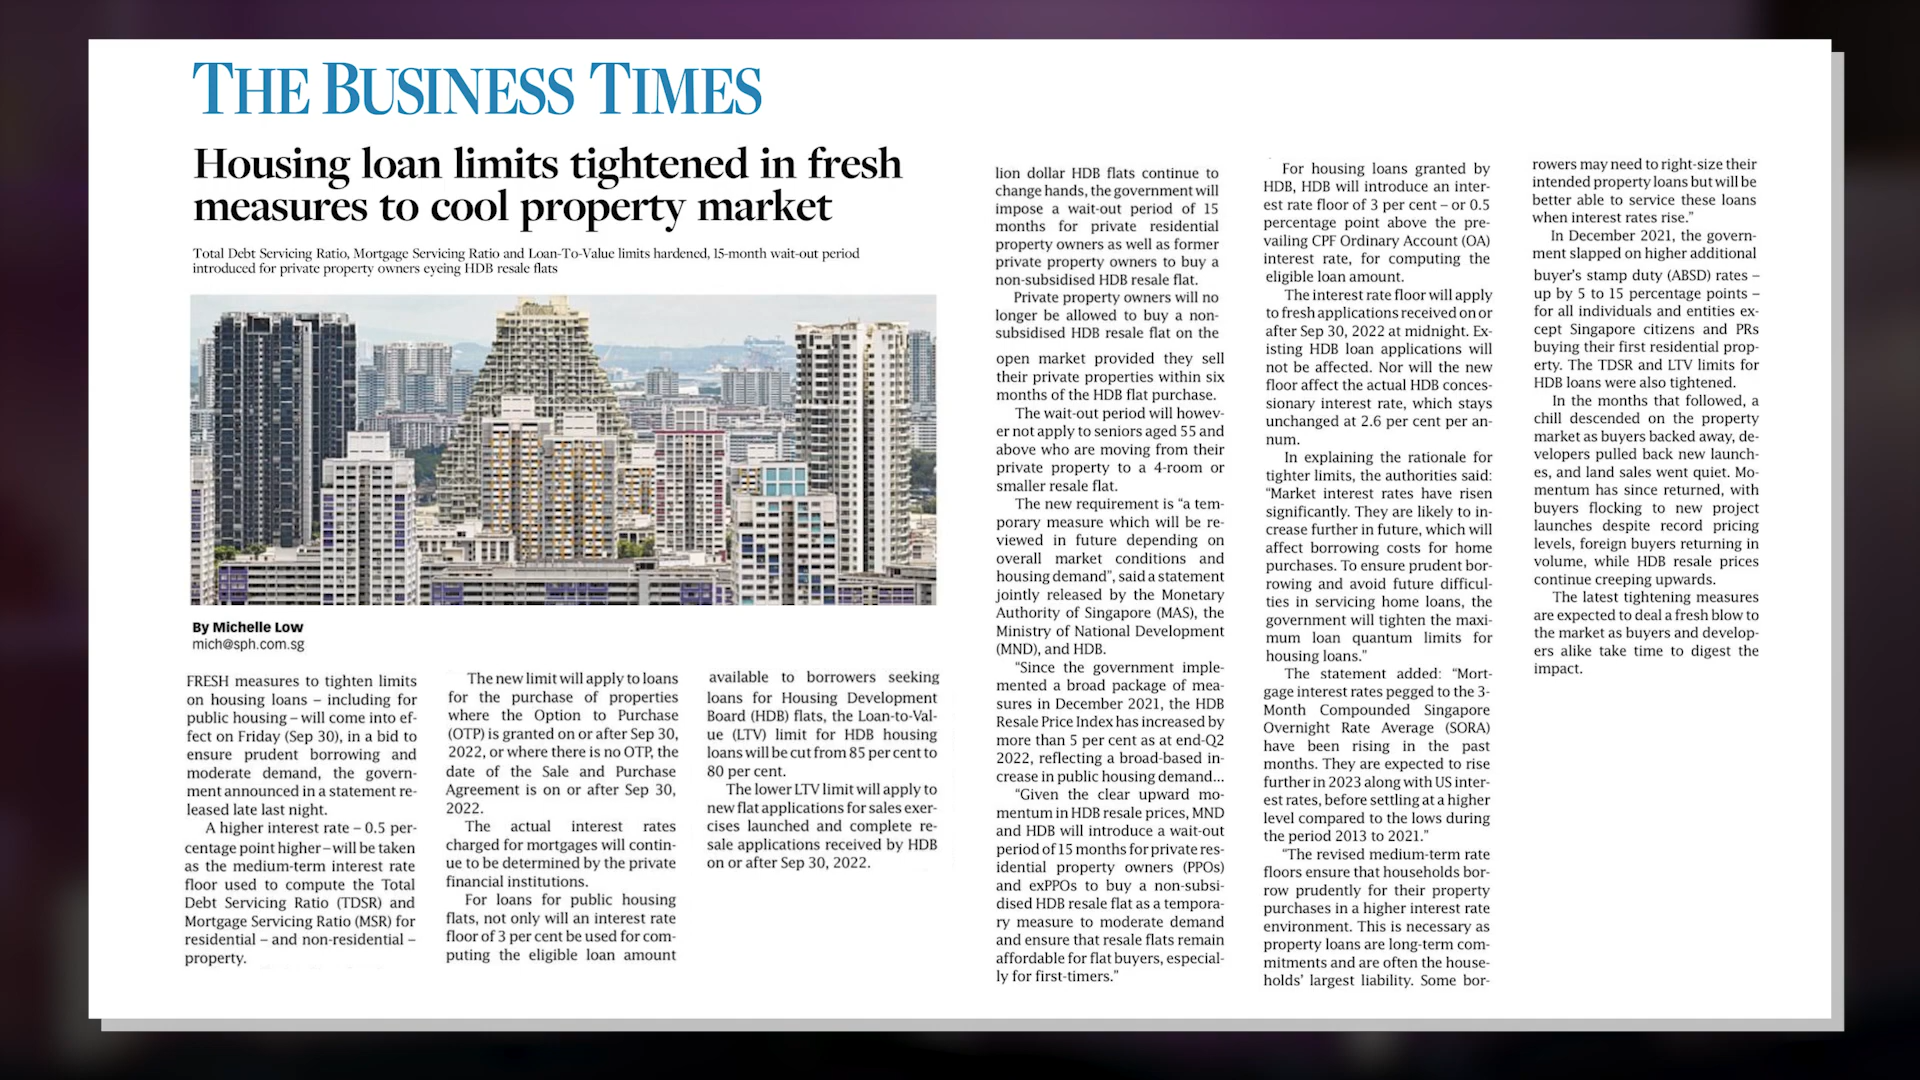 THE BUSINESS TIMES
Housing loan limits tightened in fresh
measures to cool property market
Total Debt Servicing Ratio, Mortgage Servicing Ratio and Loan-To-Value limits hardened, 15-month wait-out period
introduced for private property owners eyeing HDB resale flats
By Michelle Low
mich@sph.com.sg
FRESH measures to tighten limits
on housing loans – including for
public housing – will come into ef-
fect on Friday (Sep 30), in a bid to
ensure prudent borrowing and
moderate demand, the govern-
ment announced in a statement re-
leased late last night.
A higher interest rate – 0.5 per-
centage point higher – will be taken
as the medium-term interest rate
floor used to compute the Total
Debt Servicing Ratio (TDSR) and
Mortgage Servicing Ratio (MSR) for
residential – and non-residential –
property.
The new limit will apply to loans
for the purchase of properties
where the Option to Purchase
(OTP) is granted on or after Sep 30,
2022, or where there is no OTP, the
date of the Sale and Purchase
Agreement is on or after Sep 30,
2022.
The actual interest rates
charged for mortgages will contin-
ue to be determined by the private
financial institutions.
For loans for public housing
flats, not only will an interest rate
floor of 3 per cent be used for com-
puting the eligible loan amount
available to borrowers seeking
loans for Housing Development
Board (HDB) flats, the Loan-to-Val-
ue (LTV) limit for HDB housing
loans will be cut from 85 per cent to
80 per cent.
The lower LTV limit will apply to
new flat applications for sales exer-
cises launched and complete re-
sale applications received by HDB
on or after Sep 30, 2022.
lion dollar HDB flats continue to
change hands, the government will
impose a wait-out period of 15
months for private residential
property owners as well as former
private property owners to buy a
non-subsidised HDB resale flat.
Private property owners will no
longer be allowed to buy a non-
subsidised HDB resale flat on the
open market provided they sell
their private properties within six
months of the HDB flat purchase.
The wait-out period will howev-
er not apply to seniors aged 55 and
above who are moving from their
private property to a 4-room or
smaller resale flat.
The new requirement is “a tem-
porary measure which will be re-
viewed in future depending on
overall market conditions and
housing demand”, said a statement
jointly released by the Monetary
Authority of Singapore (MAS), the
Ministry of National Development
(MND), and HDB.
“Since the government imple-
mented a broad package of mea-
sures in December 2021, the HDB
Resale Price Index has increased by
more than 5 per cent as at end-Q2
2022, reflecting a broad-based in-
crease in public housing demand...
“Given the clear upward mo-
mentum in HDB resale prices, MND
and HDB will introduce a wait-out
period of 15 months for private res-
idential property owners (PPOs)
and exPPOs to buy a non-subsi-
dised HDB resale flat as a tempora-
ry measure to moderate demand
and ensure that resale flats remain
affordable for flat buyers, especial-
ly for first-timers.”
For housing loans granted by
HDB, HDB will introduce an inter-
est rate floor of 3 per cent – or 0.5
percentage point above the pre-
vailing CPF Ordinary Account (OA)
interest rate, for computing the
eligible loan amount.
The interest rate floor will apply
to fresh applications received on or
after Sep 30, 2022 at midnight. Ex-
isting HDB loan applications will
not be affected. Nor will the new
floor affect the actual HDB conces-
sionary interest rate, which stays
unchanged at 2.6 per cent per an-
num.
In explaining the rationale for
tighter limits, the authorities said:
“Market interest rates have risen
significantly. They are likely to in-
crease further in future, which will
affect borrowing costs for home
purchases. To ensure prudent bor-
rowing and avoid future difficul-
ties in servicing home loans, the
government will tighten the maxi-
mum loan quantum limits for
housing loans.”
The statement added: “Mort-
gage interest rates pegged to the 3-
Month Compounded Singapore
Overnight Rate Average (SORA)
have been rising in the past
months. They are expected to rise
further in 2023 along with US inter-
est rates, before settling at a higher
level compared to the lows during
the period 2013 to 2021.”
“The revised medium-term rate
floors ensure that households bor-
row prudently for their property
purchases in a higher interest rate
environment. This is necessary as
property loans are long-term com-
mitments and are often the house-
holds’ largest liability. Some bor-
rowers may need to right-size their
intended property loans but will be
better able to service these loans
when interest rates rise.”
In December 2021, the govern-
ment slapped on higher additional
buyer’s stamp duty (ABSD) rates –
up by 5 to 15 percentage points –
for all individuals and entities ex-
cept Singapore citizens and PRs
buying their first residential prop-
erty. The TDSR and LTV limits for
HDB loans were also tightened.
In the months that followed, a
chill descended on the property
market as buyers backed away, de-
velopers pulled back new launch-
es, and land sales went quiet. Mo-
mentum has since returned, with
buyers flocking to new project
launches despite record pricing
levels, foreign buyers returning in
volume, while HDB resale prices
continue creeping upwards.
The latest tightening measures
are expected to deal a fresh blow to
the market as buyers and develop-
ers alike take time to digest the
impact.